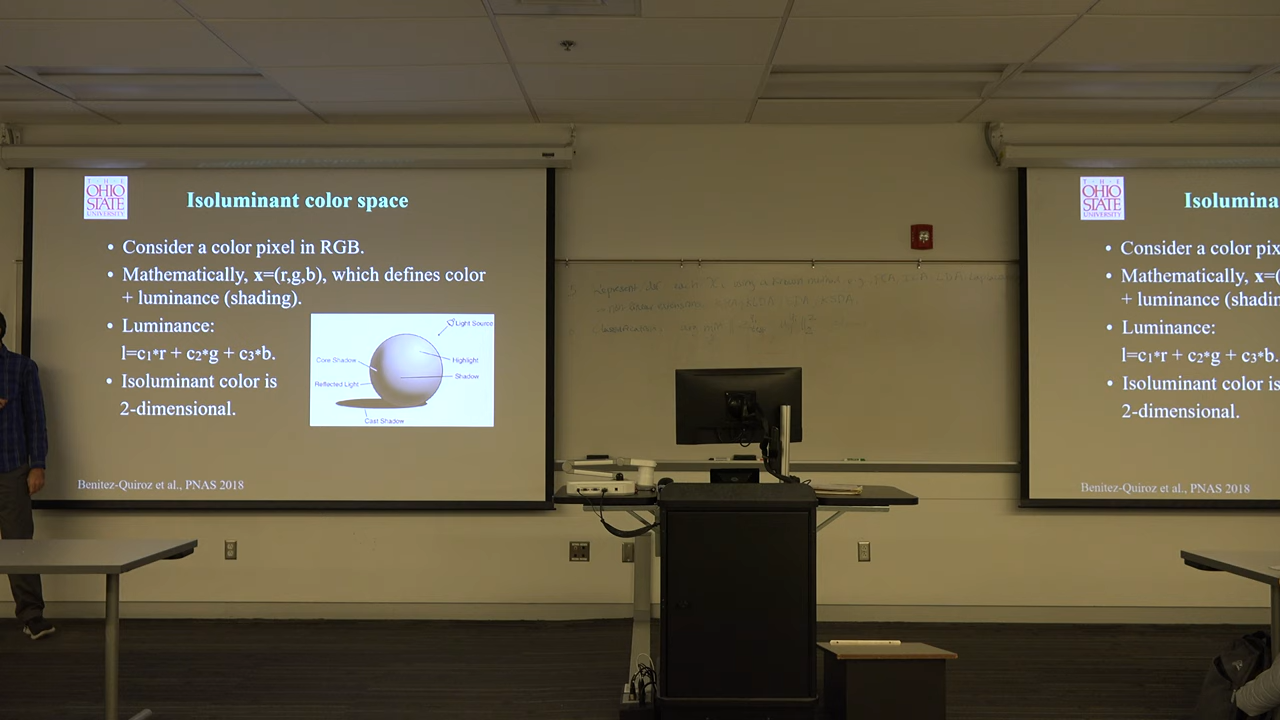 T · H · E
OHIO
STATE
UNIVERSITY
Isoluminant color space
• Consider a color pixel in RGB.
• Mathematically, x=(r,g,b), which defines color
+ luminance (shading).
• Luminance:
l=c₁*r + c₂*g + c₃*b.
• Isoluminant color is
2-dimensional.
Light Source
Core Shadow
Highlight
Reflected Light
Shadow
Cast Shadow
Benitez-Quiroz et al., PNAS 2018
Classification:
T · H · E
OHIO
STATE
UNIVERSITY
Isolumina
• Consider a color pix
• Mathematically, x=(
+ luminance (shadin
• Luminance:
l=c₁*r + c₂*g + c₃*b.
• Isoluminant color is
2-dimensional.
Benitez-Quiroz et al., PNAS 2018